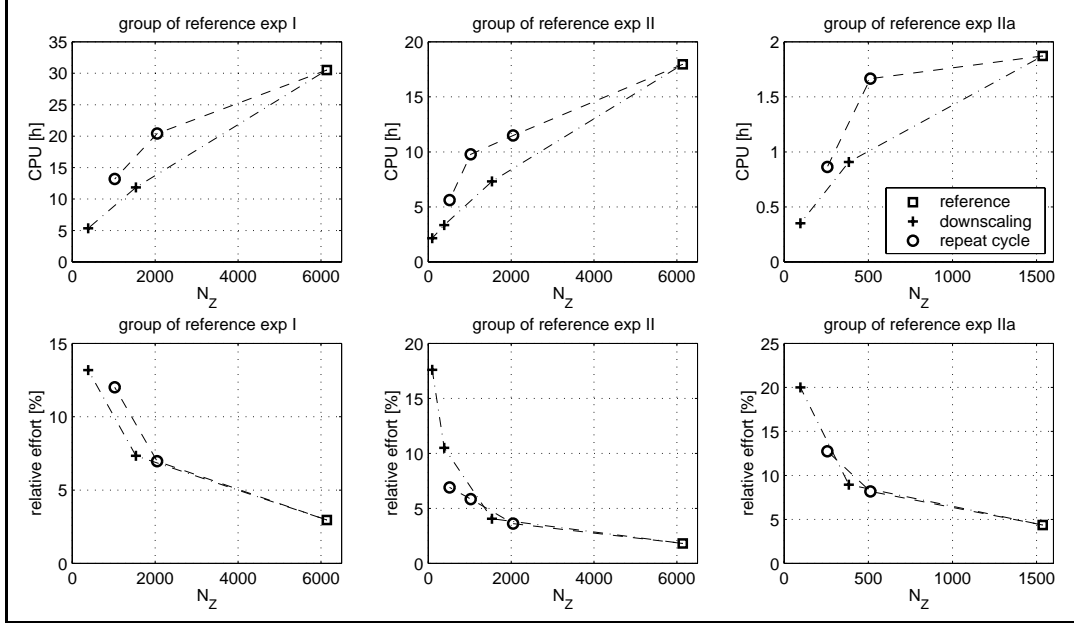 group of reference exp I
35
30
25
20
15
10
5
0
CPU [h]
0 2000 4000 6000
N_Z
group of reference exp II
20
15
10
5
0
CPU [h]
0 2000 4000 6000
N_Z
group of reference exp IIa
2
1.5
1
0.5
0
CPU [h]
reference
downscaling
repeat cycle
0 500 1000 1500
N_Z
group of reference exp I
15
10
5
0
relative effort [%]
0 2000 4000 6000
N_Z
group of reference exp II
20
15
10
5
0
relative effort [%]
0 2000 4000 6000
N_Z
group of reference exp IIa
25
20
15
10
5
0
relative effort [%]
0 500 1000 1500
N_Z